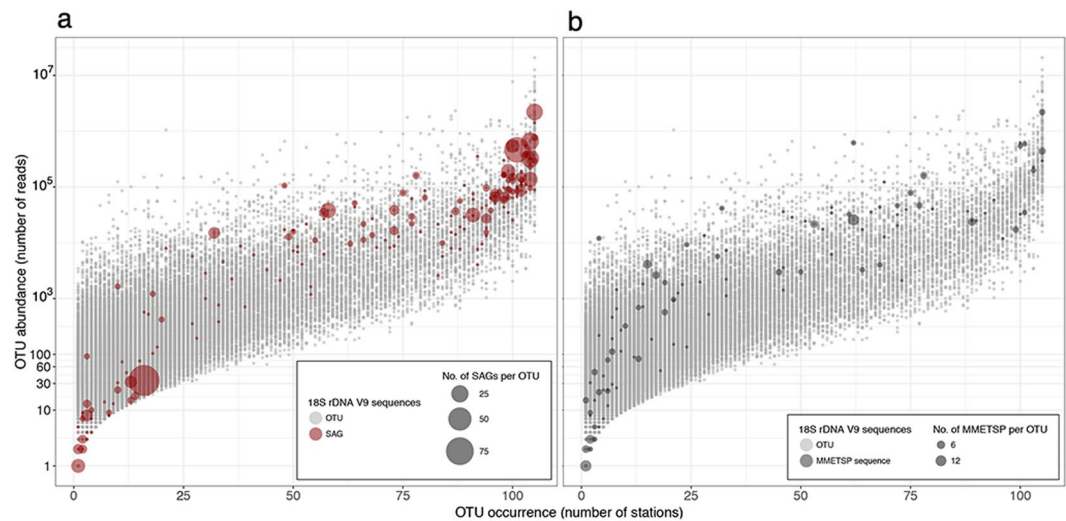 a
b
OTU abundance (number of reads)
10⁷
10⁵
10³
100
60
30
10
1
0 25 50 75 100
18S rDNA V9 sequences
OTU
SAG
No. of SAGs per OTU
25
50
75
0 25 50 75 100
18S rDNA V9 sequences
OTU
MMETSP sequence
No. of MMETSP per OTU
6
12
OTU occurrence (number of stations)